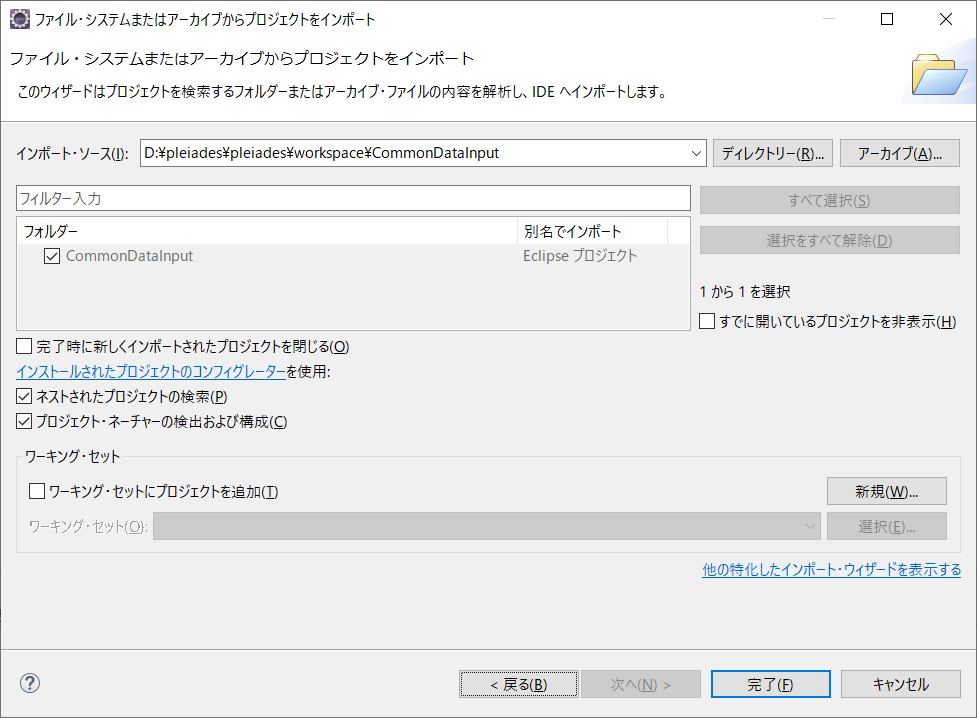 ファイル・システムまたはアーカイブからプロジェクトをインポート
ファイル・システムまたはアーカイブからプロジェクトをインポート
このウィザードはプロジェクトを検索するフォルダーまたはアーカイブ・ファイルの内容を解析し、IDE へインポートします。
インポート・ソース(I): D:¥pleiades¥pleiades¥workspace¥CommonDataInput ディレクトリー(R)... アーカイブ(A)...
フィルター入力 すべて選択(S)
フォルダー 別名でインポート
選択をすべて解除(D)
CommonDataInput Eclipse プロジェクト
1 から 1 を選択
すでに開いているプロジェクトを非表示(H)
完了時に新しくインポートされたプロジェクトを閉じる(O)
インストールされたプロジェクトのコンフィグレーターを使用:
ネストされたプロジェクトの検索(P)
プロジェクト・ネーチャーの検出および構成(C)
ワーキング・セット
ワーキング・セットにプロジェクトを追加(T) 新規(W)...
ワーキング・セット(O): 選択(E)...
他の特化したインポート・ウィザードを表示する
? < 戻る(B) 次へ(N) > 完了(F) キャンセル